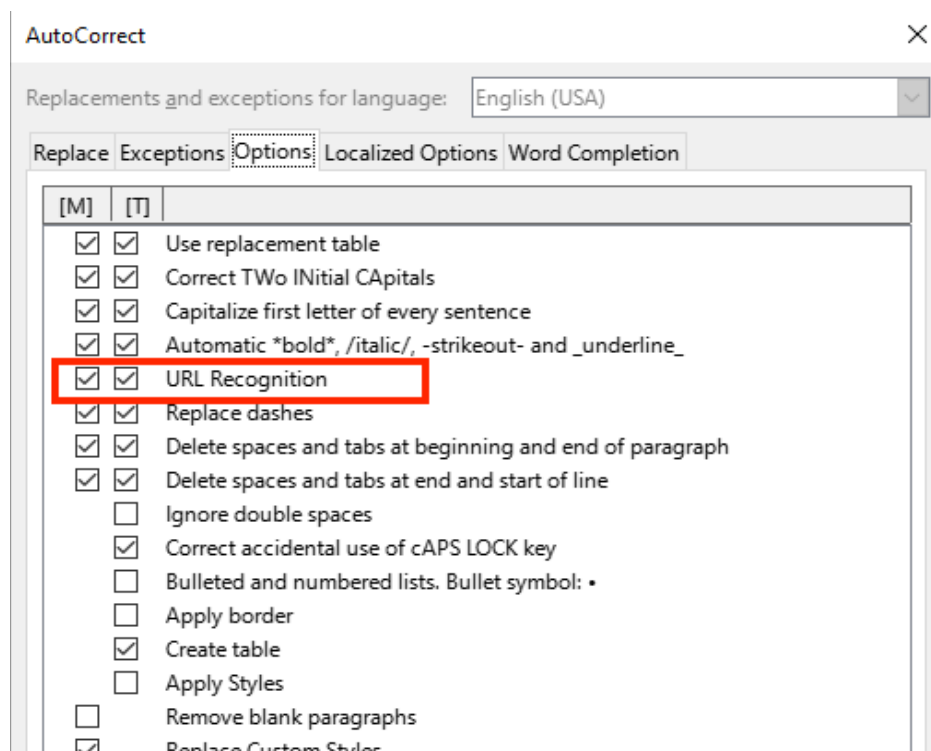 AutoCorrect
Replacements and exceptions for language: English (USA)
Replace Exceptions Options Localized Options Word Completion
[M] [T]
Use replacement table
Correct TWo INitial CApitals
Capitalize first letter of every sentence
Automatic *bold*, /italic/, -strikeout- and _underline_
URL Recognition
Replace dashes
Delete spaces and tabs at beginning and end of paragraph
Delete spaces and tabs at end and start of line
Ignore double spaces
Correct accidental use of cAPS LOCK key
Bulleted and numbered lists. Bullet symbol: •
Apply border
Create table
Apply Styles
Remove blank paragraphs
Replace Custom Styles